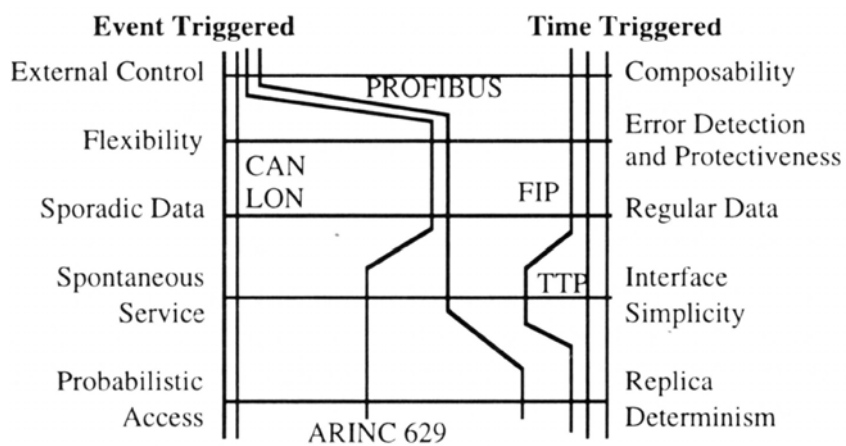 Event Triggered
Time Triggered
External Control
PROFIBUS
Composability
Flexibility
Error Detection
and Protectiveness
CAN
LON
Sporadic Data
FIP
Regular Data
Spontaneous
Service
TTP
Interface
Simplicity
Probabilistic
Access
Replica
Determinism
ARINC 629